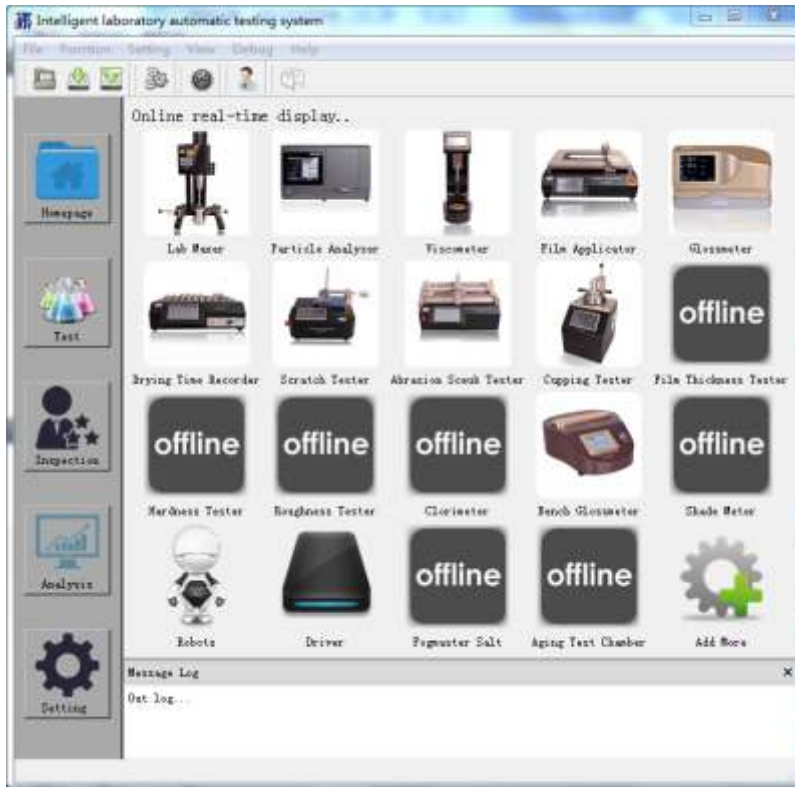 Intelligent laboratory automatic testing system
File Function Setting View Debug Help
Online real-time display..
Homepage
Lab Mixer Particle Analyzer Viscometer Film Applicator Glossmeter
Test
offline
Drying Time Recorder Scratch Tester Abrasion Scrub Tester Cupping Tester Film Thickness Tester
Inspection
offline offline offline offline
Hardness Tester Roughness Tester Clorimeter Bench Glossmeter Shade Meter
Analysis
offline offline
Robots Driver Salt Aging Test Chamber Add More
Setting
Message Log
Out log...